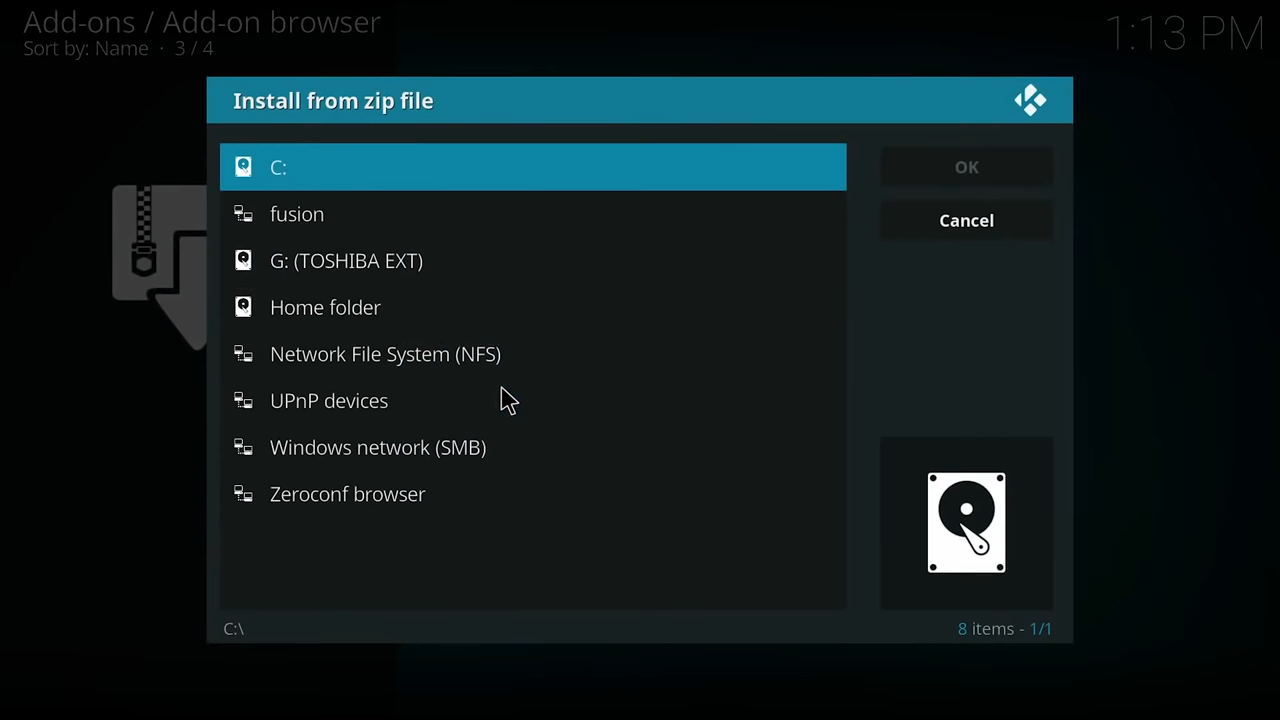 Add-ons / Add-on browser
Sort by: Name · 3 / 4
1:13 PM
Install from zip file
C:
fusion
G: (TOSHIBA EXT)
Home folder
Network File System (NFS)
UPnP devices
Windows network (SMB)
Zeroconf browser
OK
Cancel
C:\
8 items - 1/1